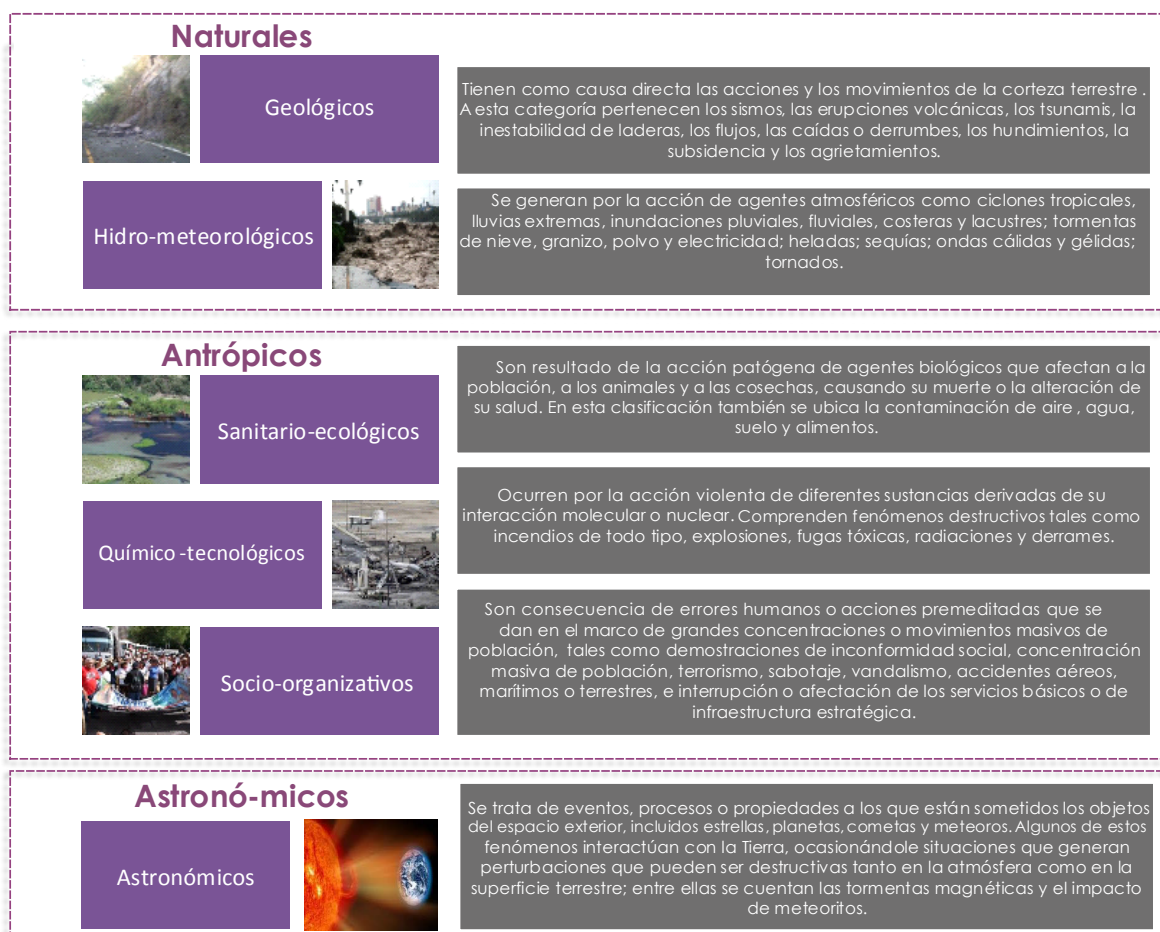 Naturales
Geológicos
Tienen como causa directa las acciones y los movimientos de la corteza terrestre .
A esta categoría pertenecen los sismos, las erupciones volcánicas, los tsunamis, la
inestabilidad de laderas, los flujos, las caídas o derrumbes, los hundimientos, la
subsidencia y los agrietamientos.
Hidro-meteorológicos
Se generan por la acción de agentes atmosféricos como ciclones tropicales,
lluvias extremas, inundaciones pluviales, fluviales, costeras y lacustres; tormentas
de nieve, granizo, polvo y electricidad; heladas; sequías; ondas cálidas y gélidas;
tornados.
Antrópicos
Sanitario-ecológicos
Son resultado de la acción patógena de agentes biológicos que afectan a la
población, a los animales y a las cosechas, causando su muerte o la alteración de
su salud. En esta clasificación también se ubica la contaminación de aire , agua,
suelo y alimentos.
Químico -tecnológicos
Ocurren por la acción violenta de diferentes sustancias derivadas de su
interacción molecular o nuclear. Comprenden fenómenos destructivos tales como
incendios de todo tipo, explosiones, fugas tóxicas, radiaciones y derrames.
Socio-organizativos
Son consecuencia de errores humanos o acciones premeditadas que se
dan en el marco de grandes concentraciones o movimientos masivos de
población, tales como demostraciones de inconformidad social, concentración
masiva de población, terrorismo, sabotaje, vandalismo, accidentes aéreos,
marítimos o terrestres, e interrupción o afectación de los servicios básicos o de
infraestructura estratégica.
Astronó-micos
Astronómicos
Se trata de eventos, procesos o propiedades a los que están sometidos los objetos
del espacio exterior, incluidos estrellas, planetas, cometas y meteoros. Algunos de estos
fenómenos interactúan con la Tierra, ocasionándole situaciones que generan
perturbaciones que pueden ser destructivas tanto en la atmósfera como en la
superficie terrestre; entre ellas se cuentan las tormentas magnéticas y el impacto
de meteoritos.